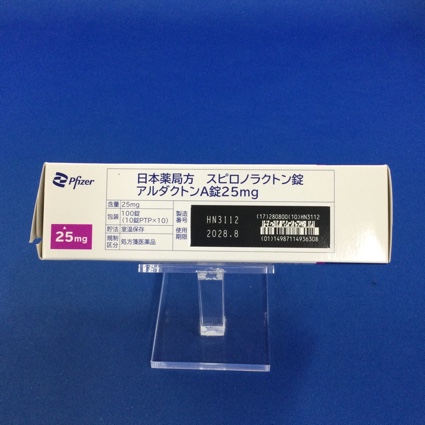 Pfizer
日本薬局方 スピロノラクトン錠
アルダクトンA錠25mg
25mg
含量 25mg
包装 100錠
(10錠PTP×10)
貯法 室温保存
規制区分 処方箋医薬品
製造番号 HN3112
使用期限 2028.8
(17)280800(10)HN3112
(01)14987114936308